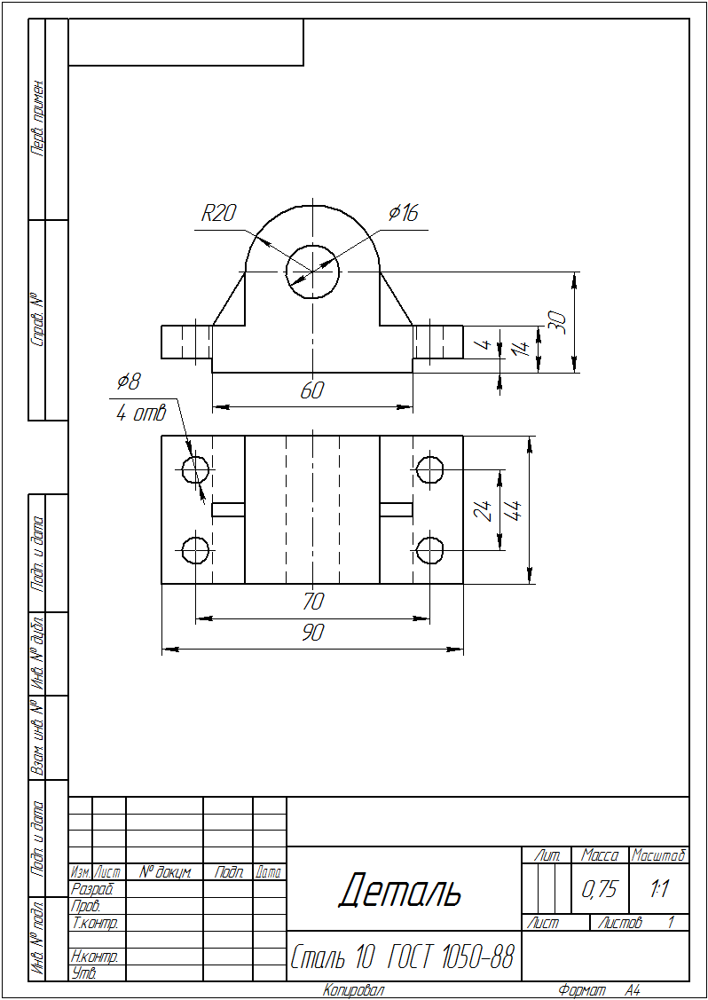 Перв. примен.
Справ. №
Подп. и дата
Инв. № дубл.
Взам. инв. №
Подп. и дата
Инв. № подл.
R20
⌀16
30
14
4
60
⌀8
4 отв
24
44
70
90
Изм. Лист № докум. Подп. Дата
Разраб.
Пров.
Т.контр.
Н.контр.
Утв.
Деталь
Сталь 10 ГОСТ 1050-88
Лит. Масса Масштаб
0,75 1:1
Лист Листов 1
Копировал Формат А4